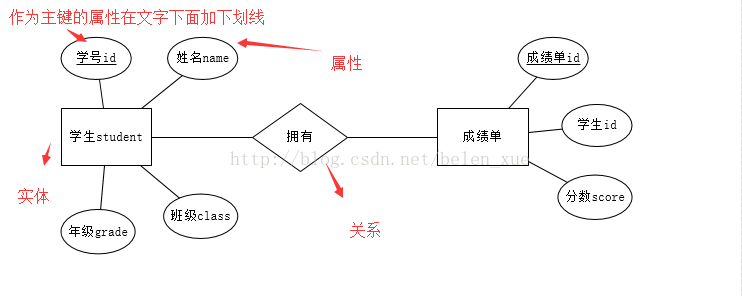 作为主键的属性在文字下面加下划线
学号id
姓名name
成绩单id
属性
学生student
拥有
成绩单
学生id
http://blog.csdn.net/belen_xue
实体
年级grade
班级class
关系
分数score